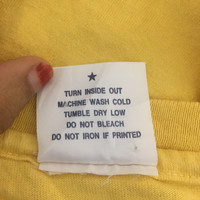 TURN INSIDE OUT
MACHINE WASH COLD
TUMBLE DRY LOW
DO NOT BLEACH
DO NOT IRON IF PRINTED